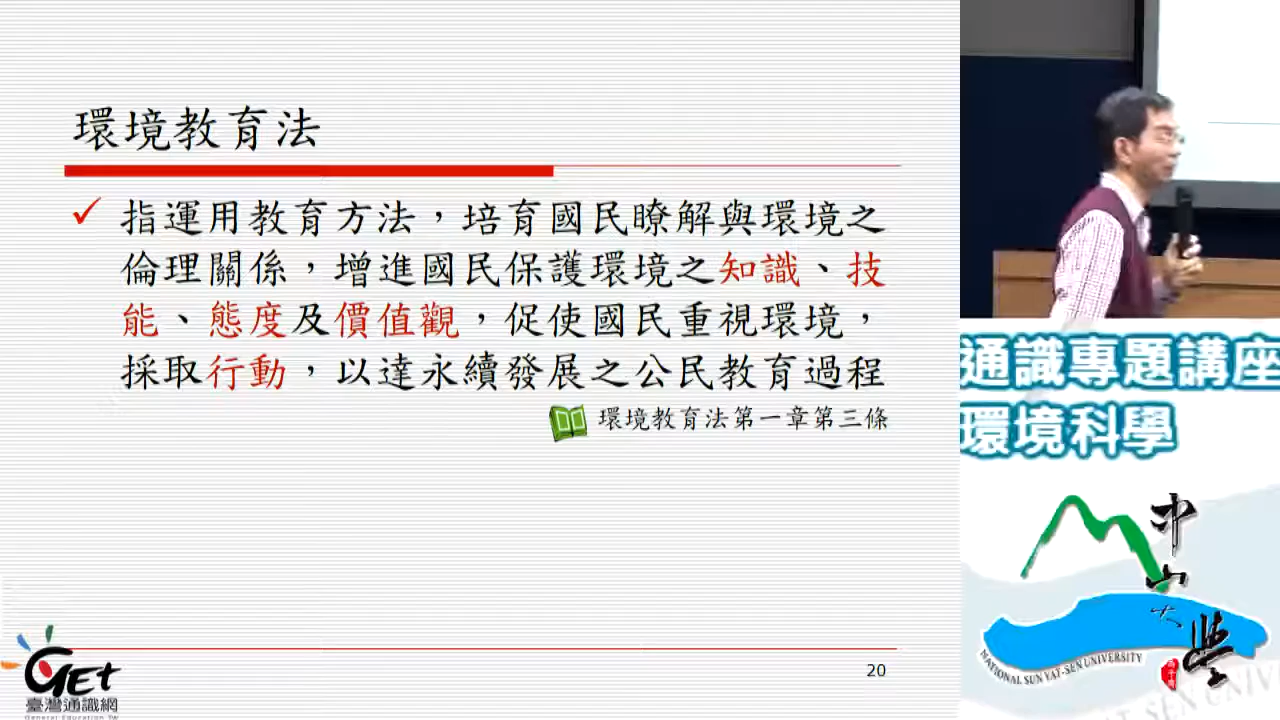 環境教育法
指運用教育方法，培育國民瞭解與環境之
倫理關係，增進國民保護環境之知識、技
能、態度及價值觀，促使國民重視環境，
採取行動，以達永續發展之公民教育過程
環境教育法第一章第三條
20
GET
臺灣通識網
General Education TW
通識專題講座
環境科學
中山大學
NATIONAL SUN YAT-SEN UNIVERSITY